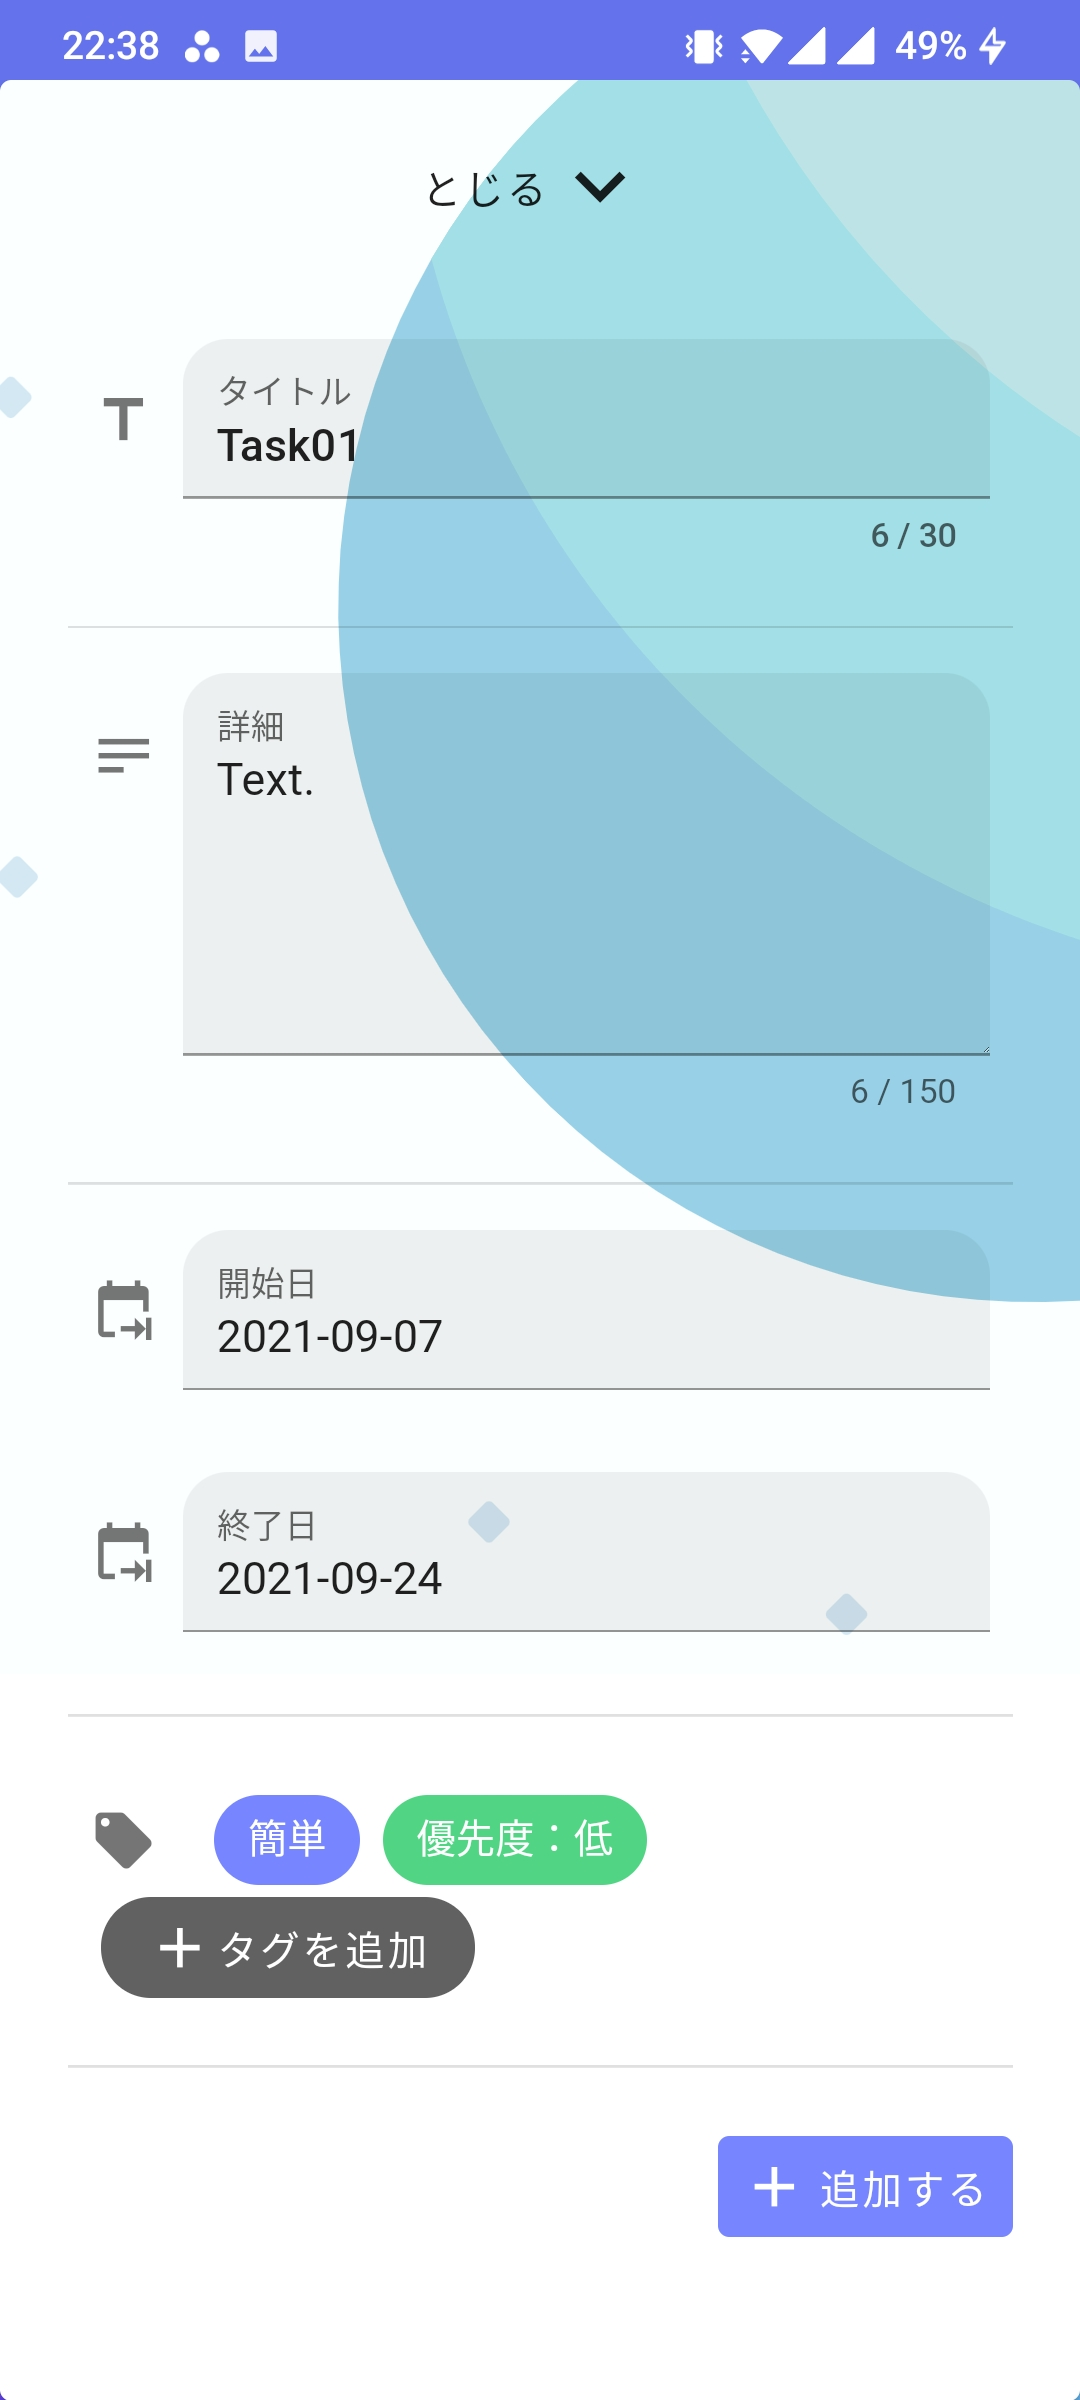 22:38 49%
とじる
タイトル
Task01
6 / 30
詳細
Text.
6 / 150
開始日
2021-09-07
終了日
2021-09-24
簡単 優先度：低
タグを追加
追加する